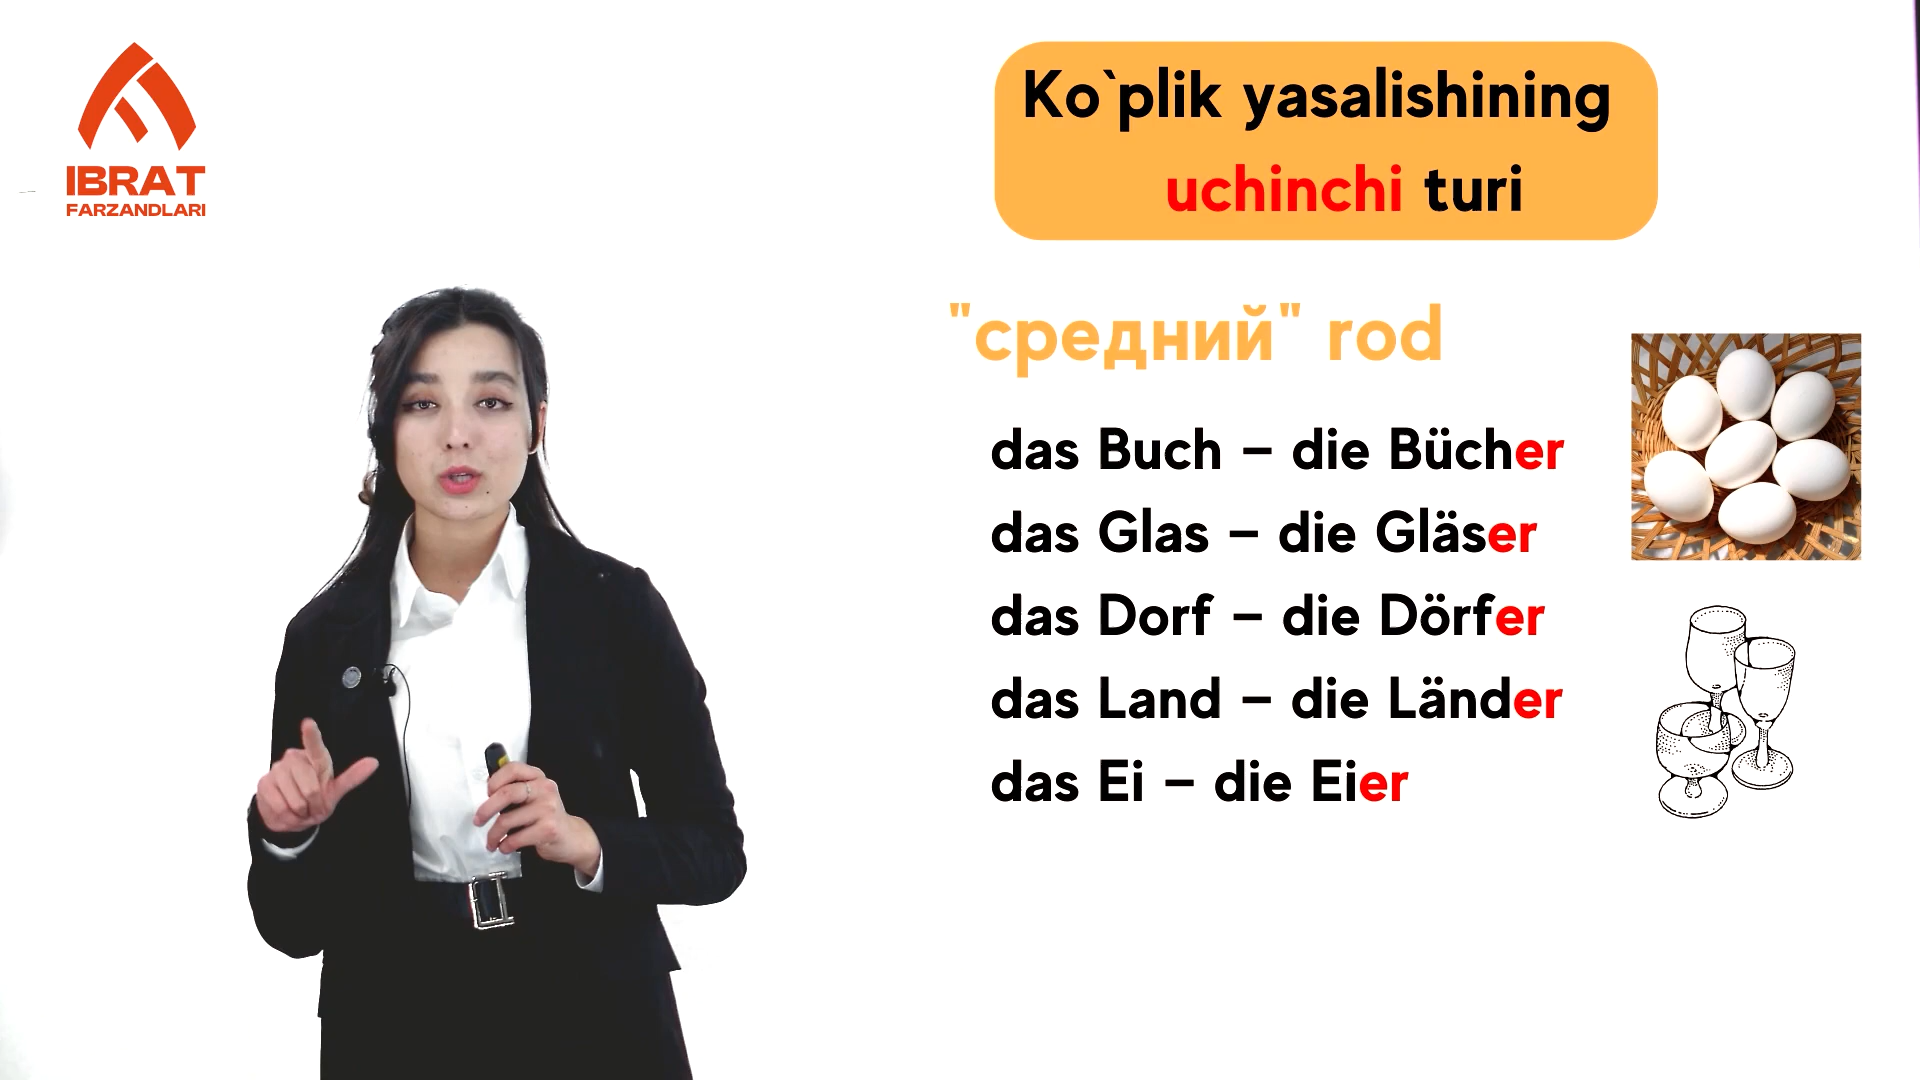 IBRAT
FARZANDLARI
Ko`plik yasalishining
uchinchi turi
"средний" rod
das Buch – die Bücher
das Glas – die Gläser
das Dorf – die Dörfer
das Land – die Länder
das Ei – die Eier